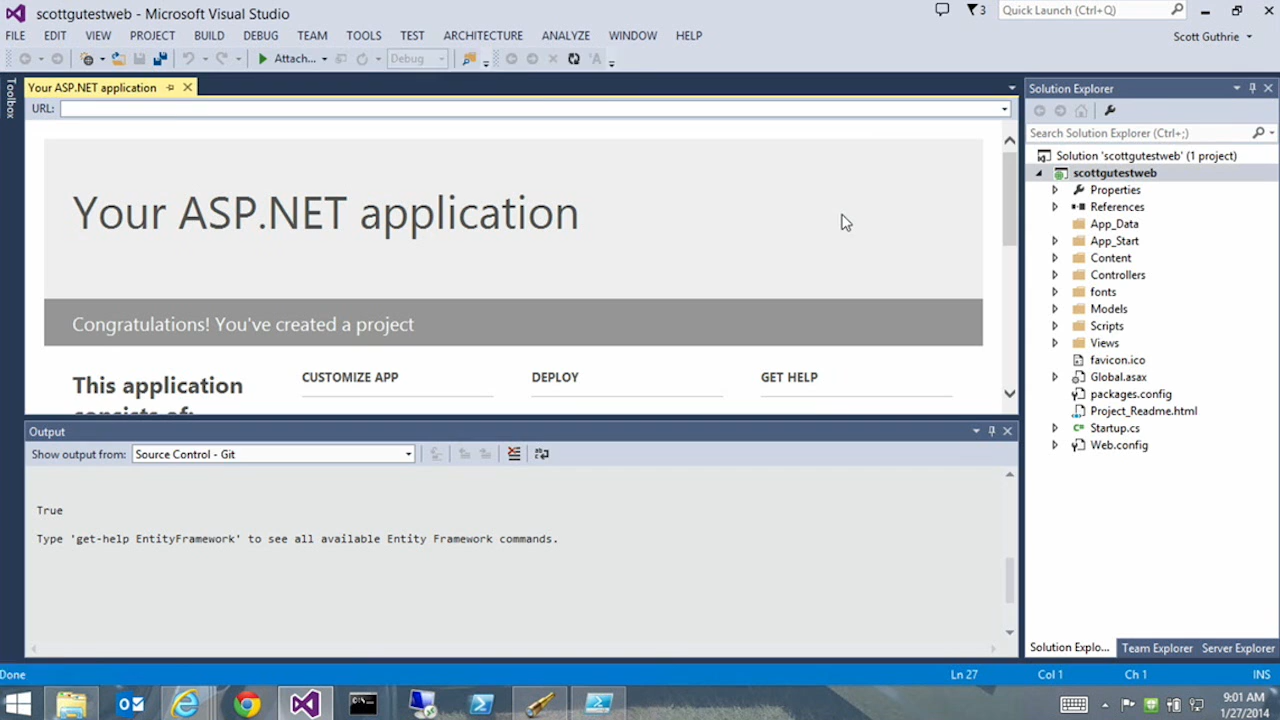 scottgutestweb - Microsoft Visual Studio
3
Quick Launch (Ctrl+Q)
FILE EDIT VIEW PROJECT BUILD DEBUG TEAM TOOLS TEST ARCHITECTURE ANALYZE WINDOW HELP
Scott Guthrie
Attach...
Debug
Toolbox
Your ASP.NET application
URL:
Your ASP.NET application
Congratulations! You've created a project
This application
consists of:
CUSTOMIZE APP
DEPLOY
GET HELP
Output
Show output from: Source Control - Git
True
Type 'get-help EntityFramework' to see all available Entity Framework commands.
Solution Explorer
Search Solution Explorer (Ctrl+;)
Solution 'scottgutestweb' (1 project)
scottgutestweb
Properties
References
App_Data
App_Start
Content
Controllers
fonts
Models
Scripts
Views
favicon.ico
Global.asax
packages.config
Project_Readme.html
Startup.cs
Web.config
Solution Explo... Team Explorer Server Explorer
Done
Ln 27 Col 1 Ch 1 INS
9:01 AM
1/27/2014